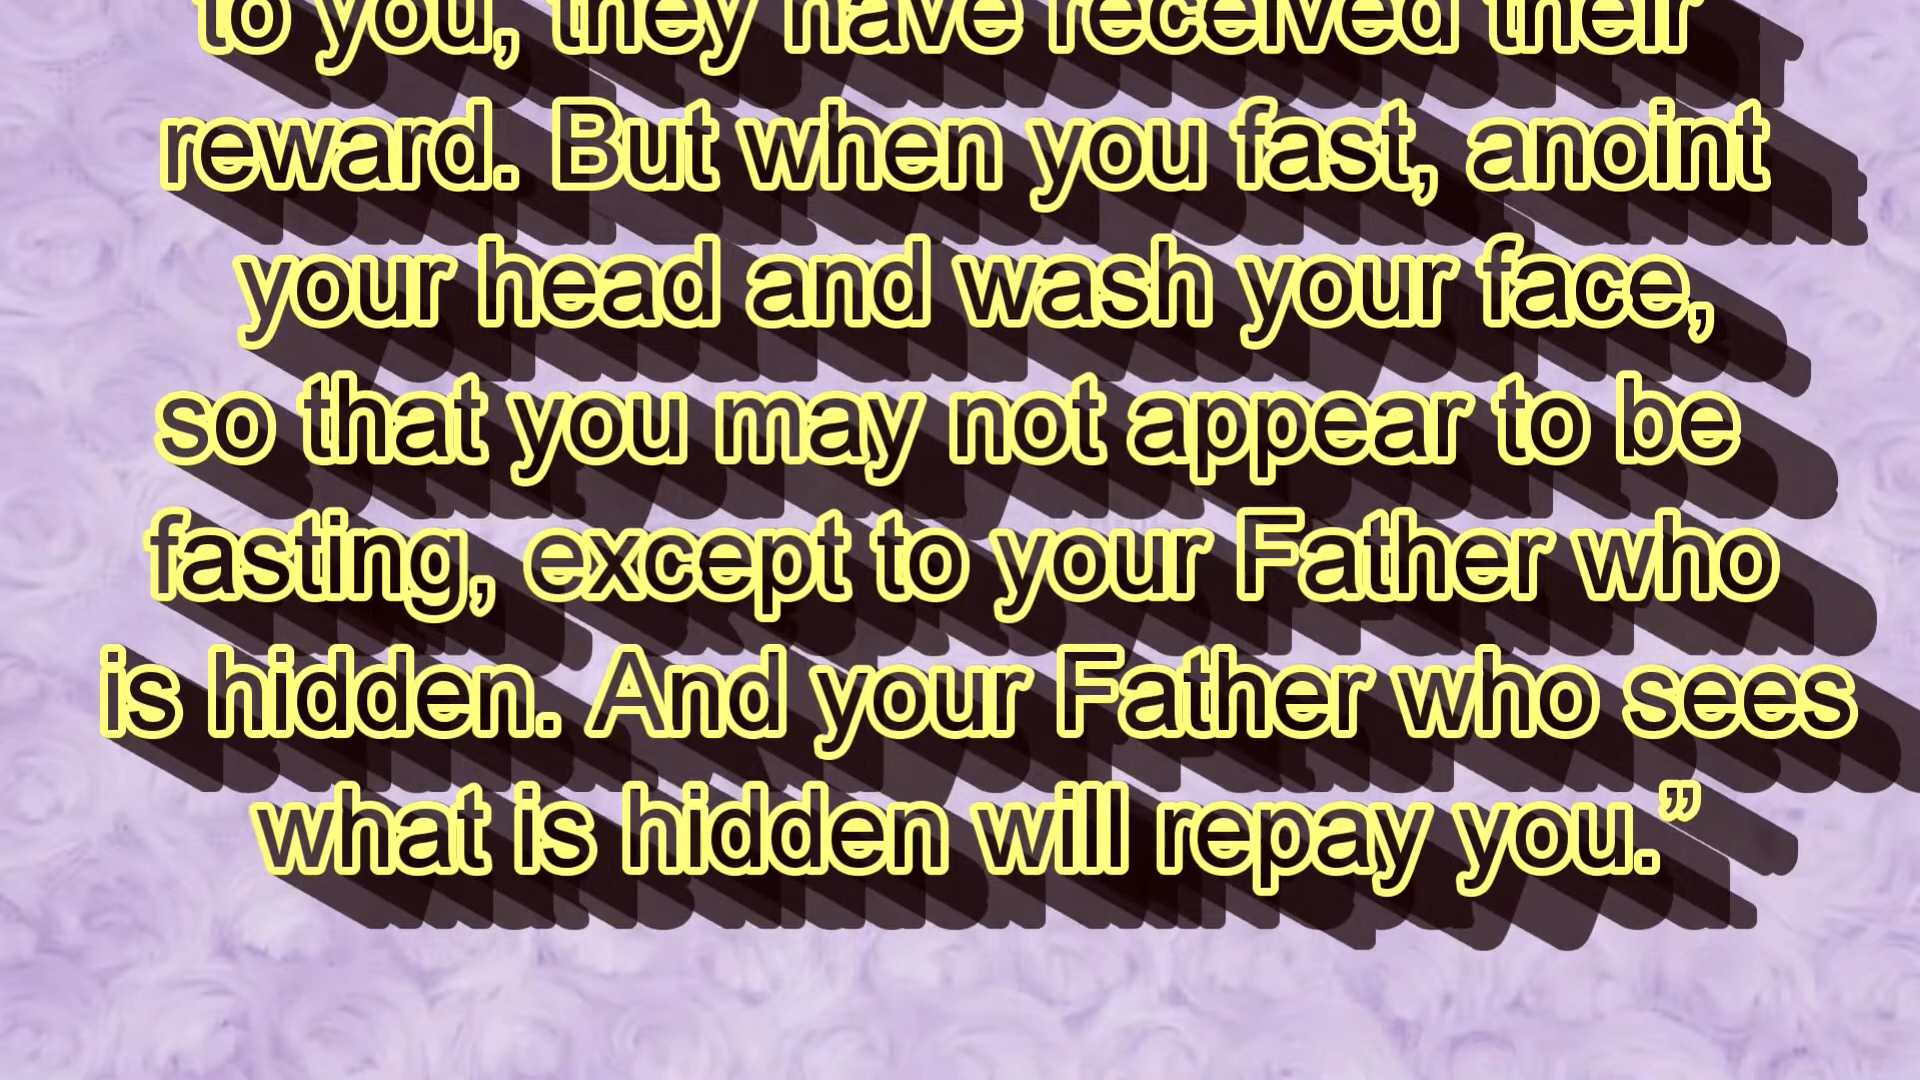 to you, they have received their
reward. But when you fast, anoint
your head and wash your face,
so that you may not appear to be
fasting, except to your Father who
is hidden. And your Father who sees
what is hidden will repay you.”